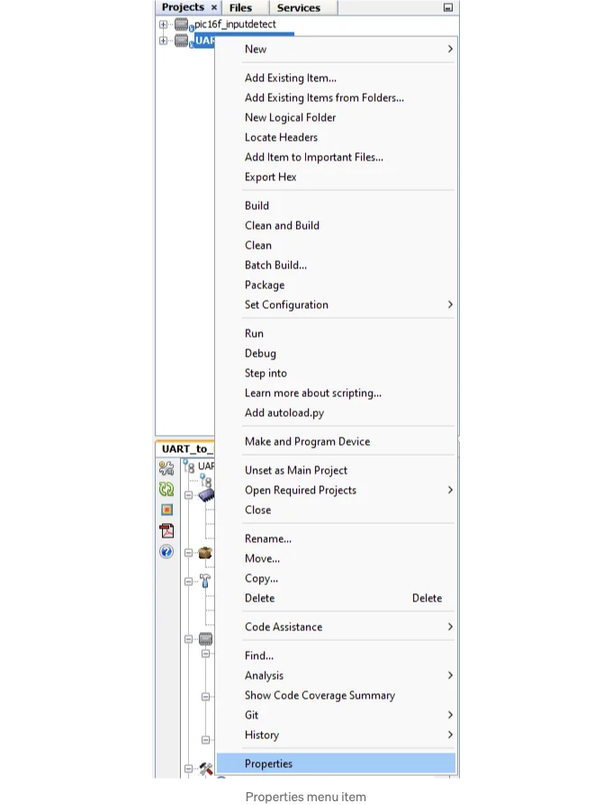 Projects × Files Services
pic16f_inputdetect
UAR
New
Add Existing Item...
Add Existing Items from Folders...
New Logical Folder
Locate Headers
Add Item to Important Files...
Export Hex
Build
Clean and Build
Clean
Batch Build...
Package
Set Configuration
Run
Debug
Step into
Learn more about scripting...
Add autoload.py
Make and Program Device
UART_to_
UAR
Unset as Main Project
Open Required Projects
Close
Rename...
Move...
Copy...
Delete Delete
Code Assistance
Find...
Analysis
Show Code Coverage Summary
Git
History
Properties
Properties menu item